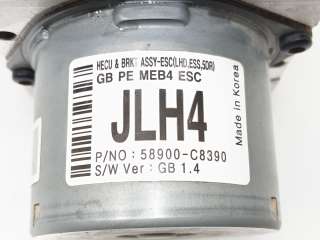 HECU & BRKT ASSY-ESC(LHD,ESS,5DR)
GB PE MEB4 ESC
JLH4
P/NO : 58900-C8390
S/W Ver : GB 1.4
Made in Korea